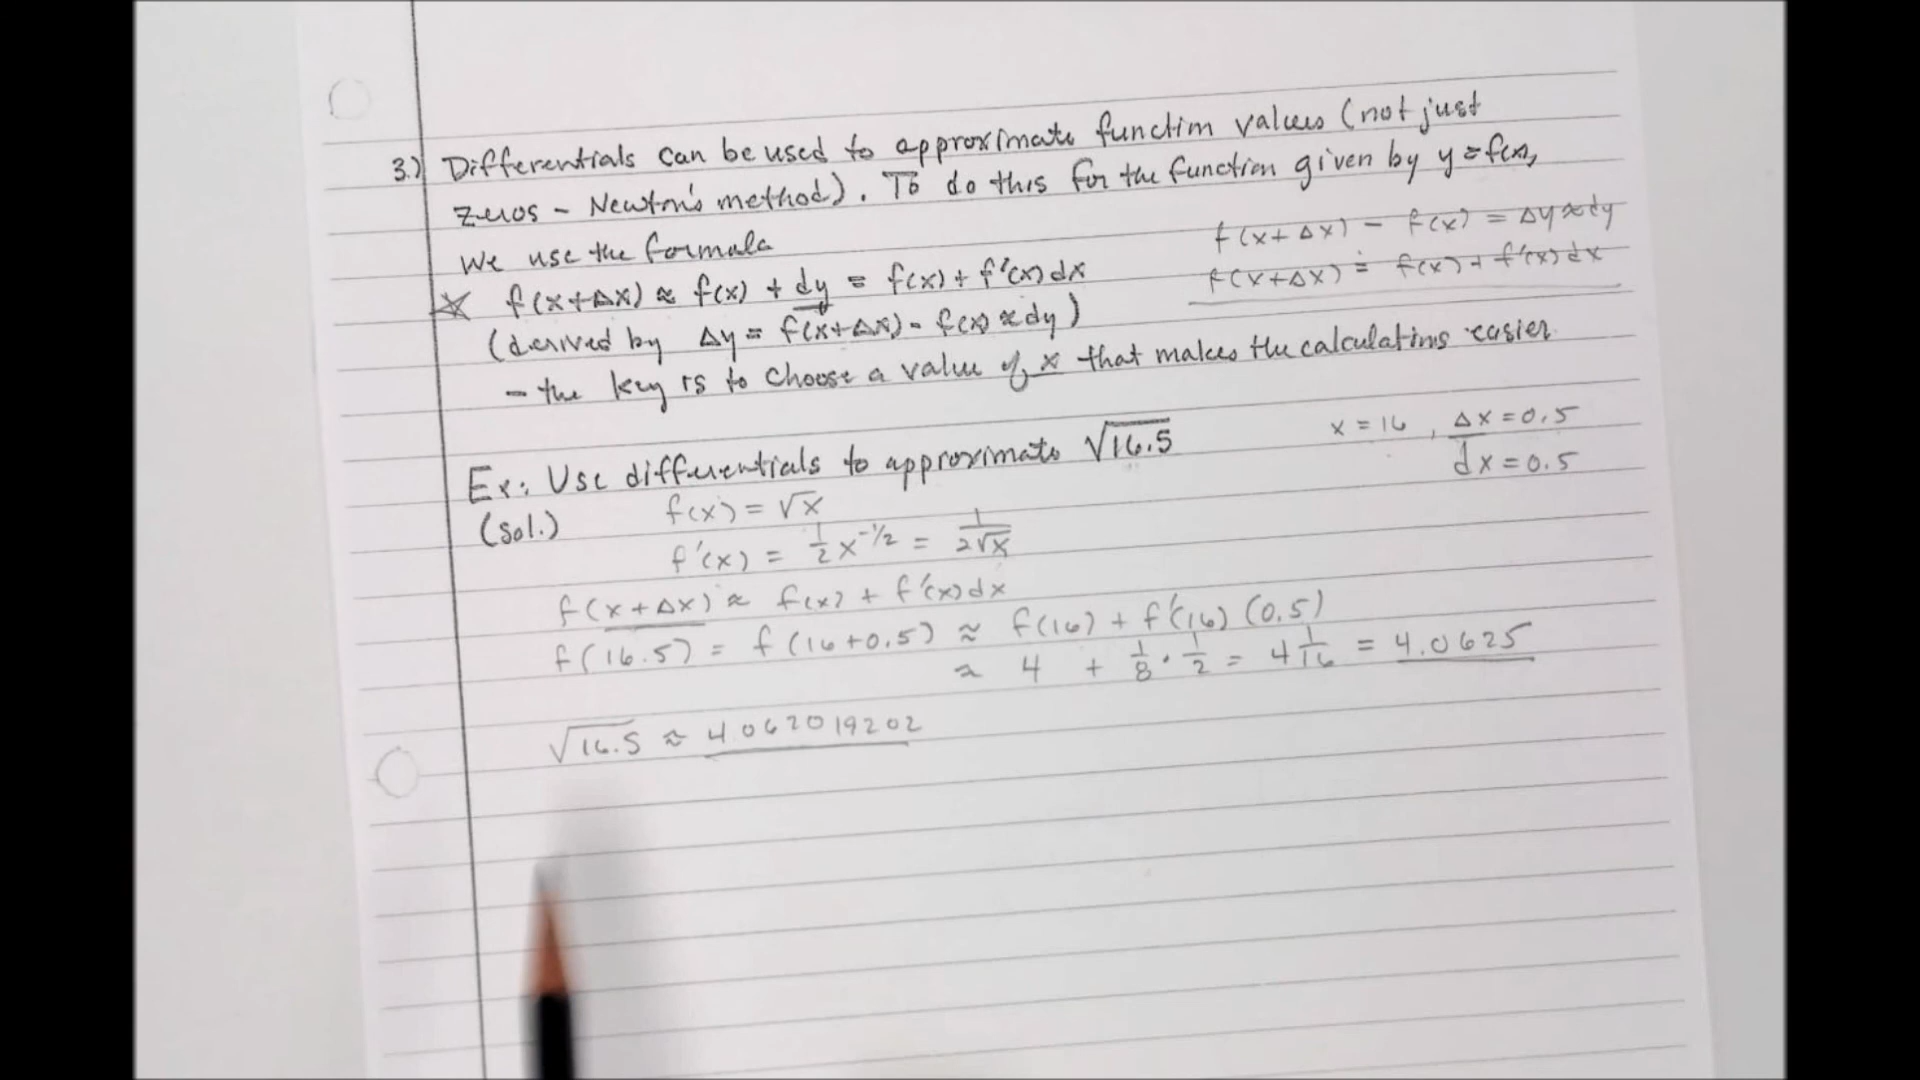 3.) Differentials can be used to approximate function values (not just
zeros - Newton's method). To do this for the function given by y = f(x),
we use the formula
f(x+Δx) - f(x) = Δy ≈ dy
☆ f(x+Δx) ≈ f(x) + dy = f(x) + f'(x) dx
f(x+Δx) ≐ f(x) + f'(x) dx
(derived by Δy = f(x+Δx) - f(x) ≈ dy)
- the key is to choose a value of x that makes the calculations easier
Ex: Use differentials to approximate √16.5
x = 16, Δx = 0.5
dx = 0.5
(Sol.) f(x) = √x
f'(x) = 1/2 x^-1/2 = 1/(2√x)
f(x+Δx) ≈ f(x) + f'(x) dx
f(16.5) = f(16+0.5) ≈ f(16) + f'(16) (0.5)
≈ 4 + 1/8 · 1/2 = 4 1/16 = 4.0625
√16.5 ≈ 4.062019202